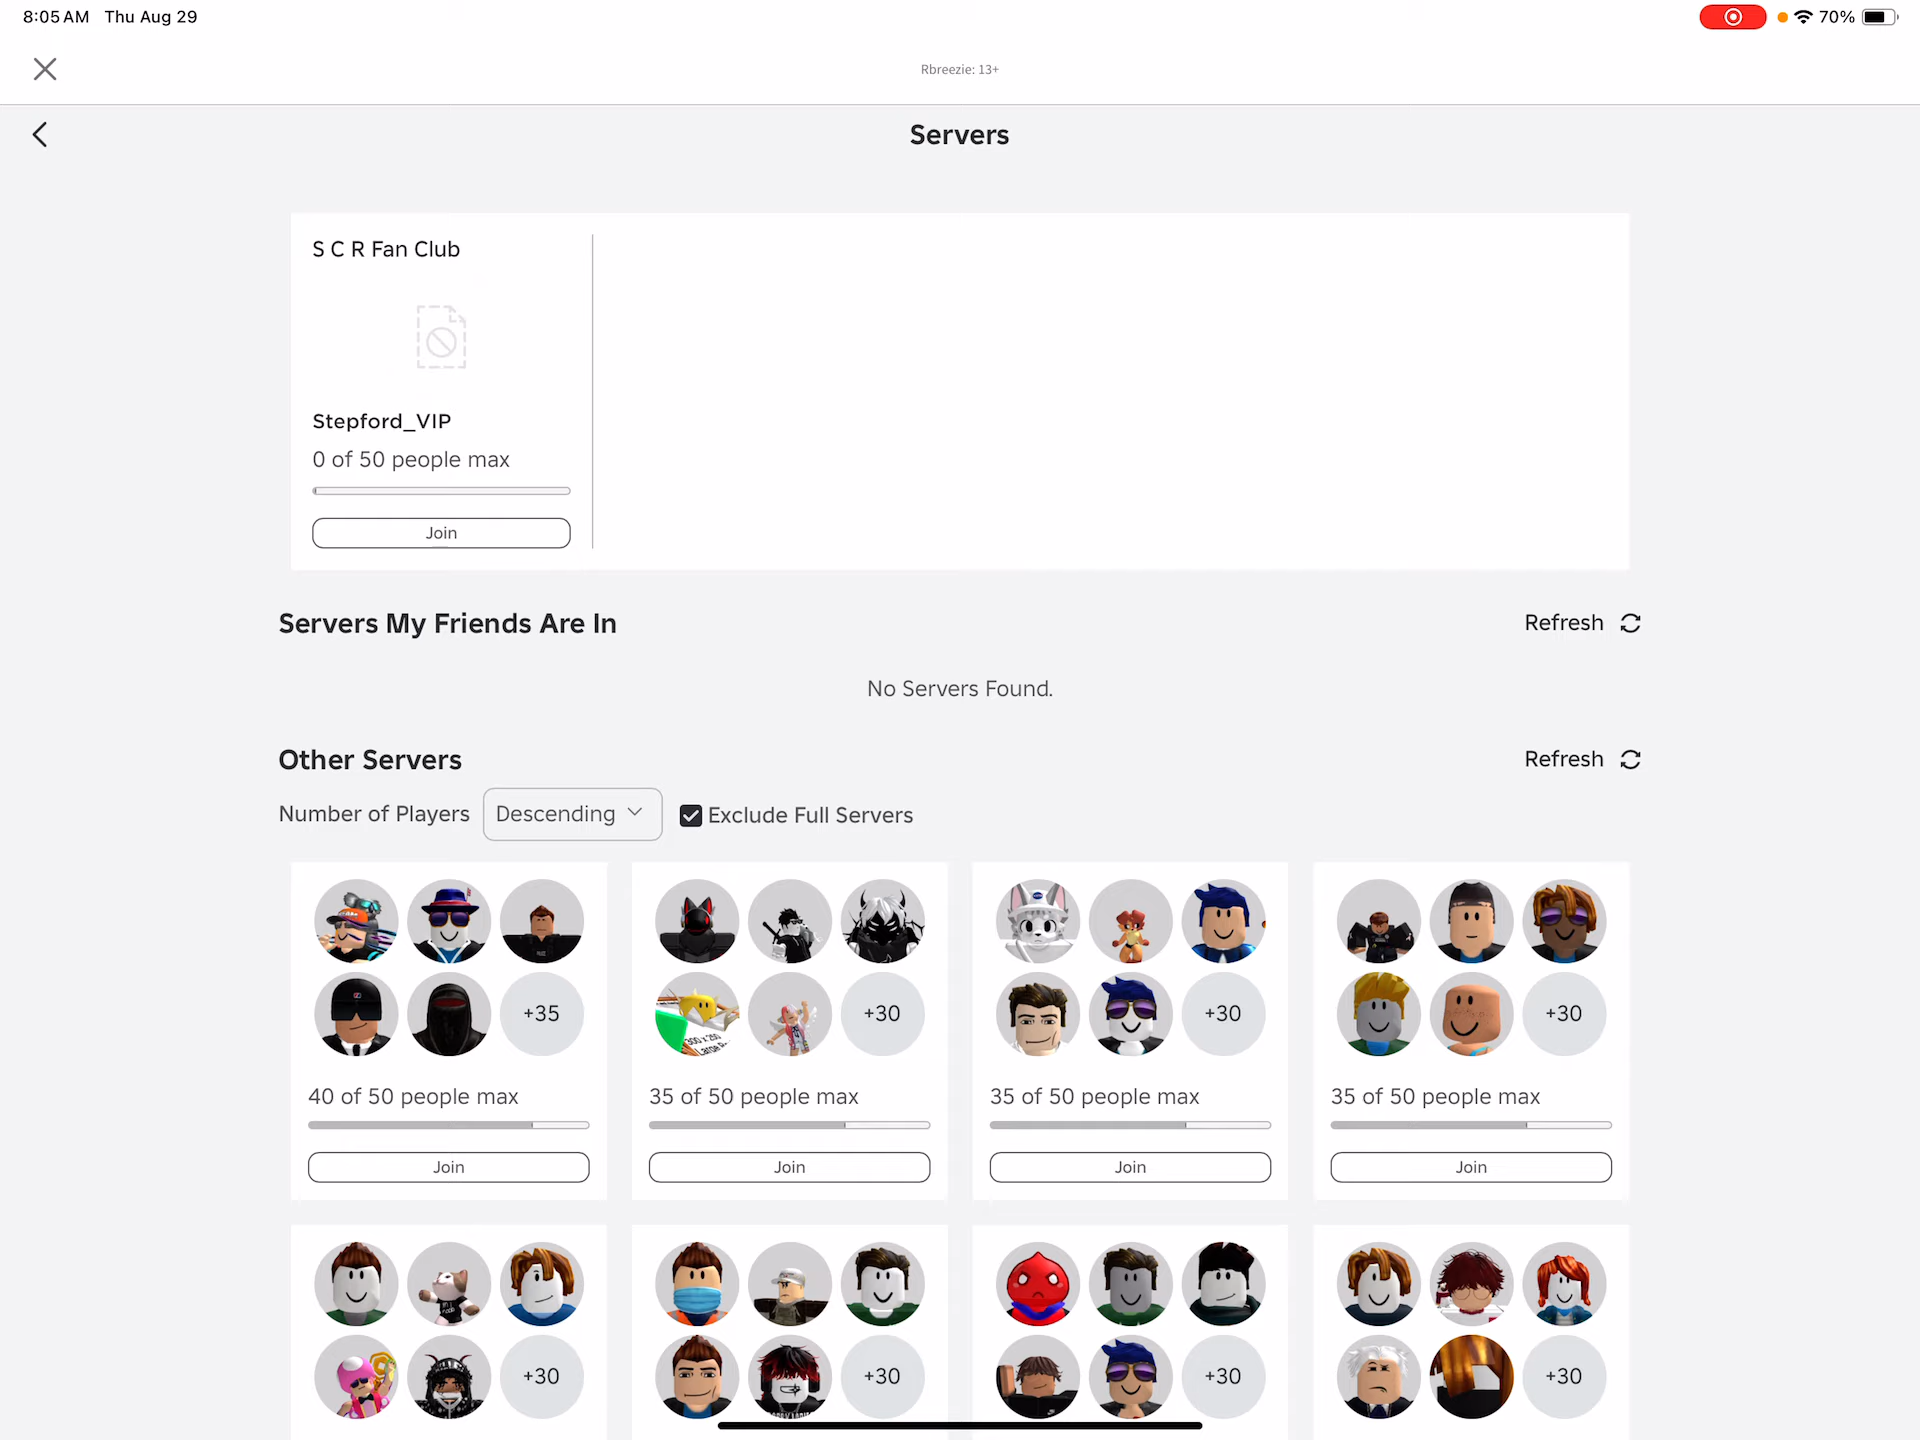 8:05 AM Thu Aug 29
70%
Rbreezie: 13+
Servers
S C R Fan Club
Stepford_VIP
0 of 50 people max
Join
Servers My Friends Are In
Refresh
No Servers Found.
Other Servers
Refresh
Number of Players
Descending
Exclude Full Servers
+35
+30
+30
+30
40 of 50 people max
35 of 50 people max
35 of 50 people max
35 of 50 people max
Join
Join
Join
Join
+30
+30
+30
+30